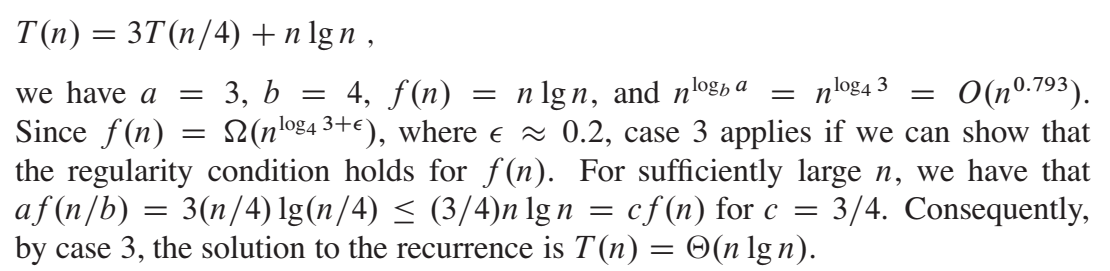 T(n) = 3T(n/4) + n lg n ,
we have a = 3, b = 4, f(n) = n lg n, and n^{log_b a} = n^{log_4 3} = O(n^{0.793}).
Since f(n) = Ω(n^{log_4 3+ϵ}), where ϵ ≈ 0.2, case 3 applies if we can show that
the regularity condition holds for f(n). For sufficiently large n, we have that
af(n/b) = 3(n/4) lg(n/4) ≤ (3/4)n lg n = cf(n) for c = 3/4. Consequently,
by case 3, the solution to the recurrence is T(n) = Θ(n lg n).